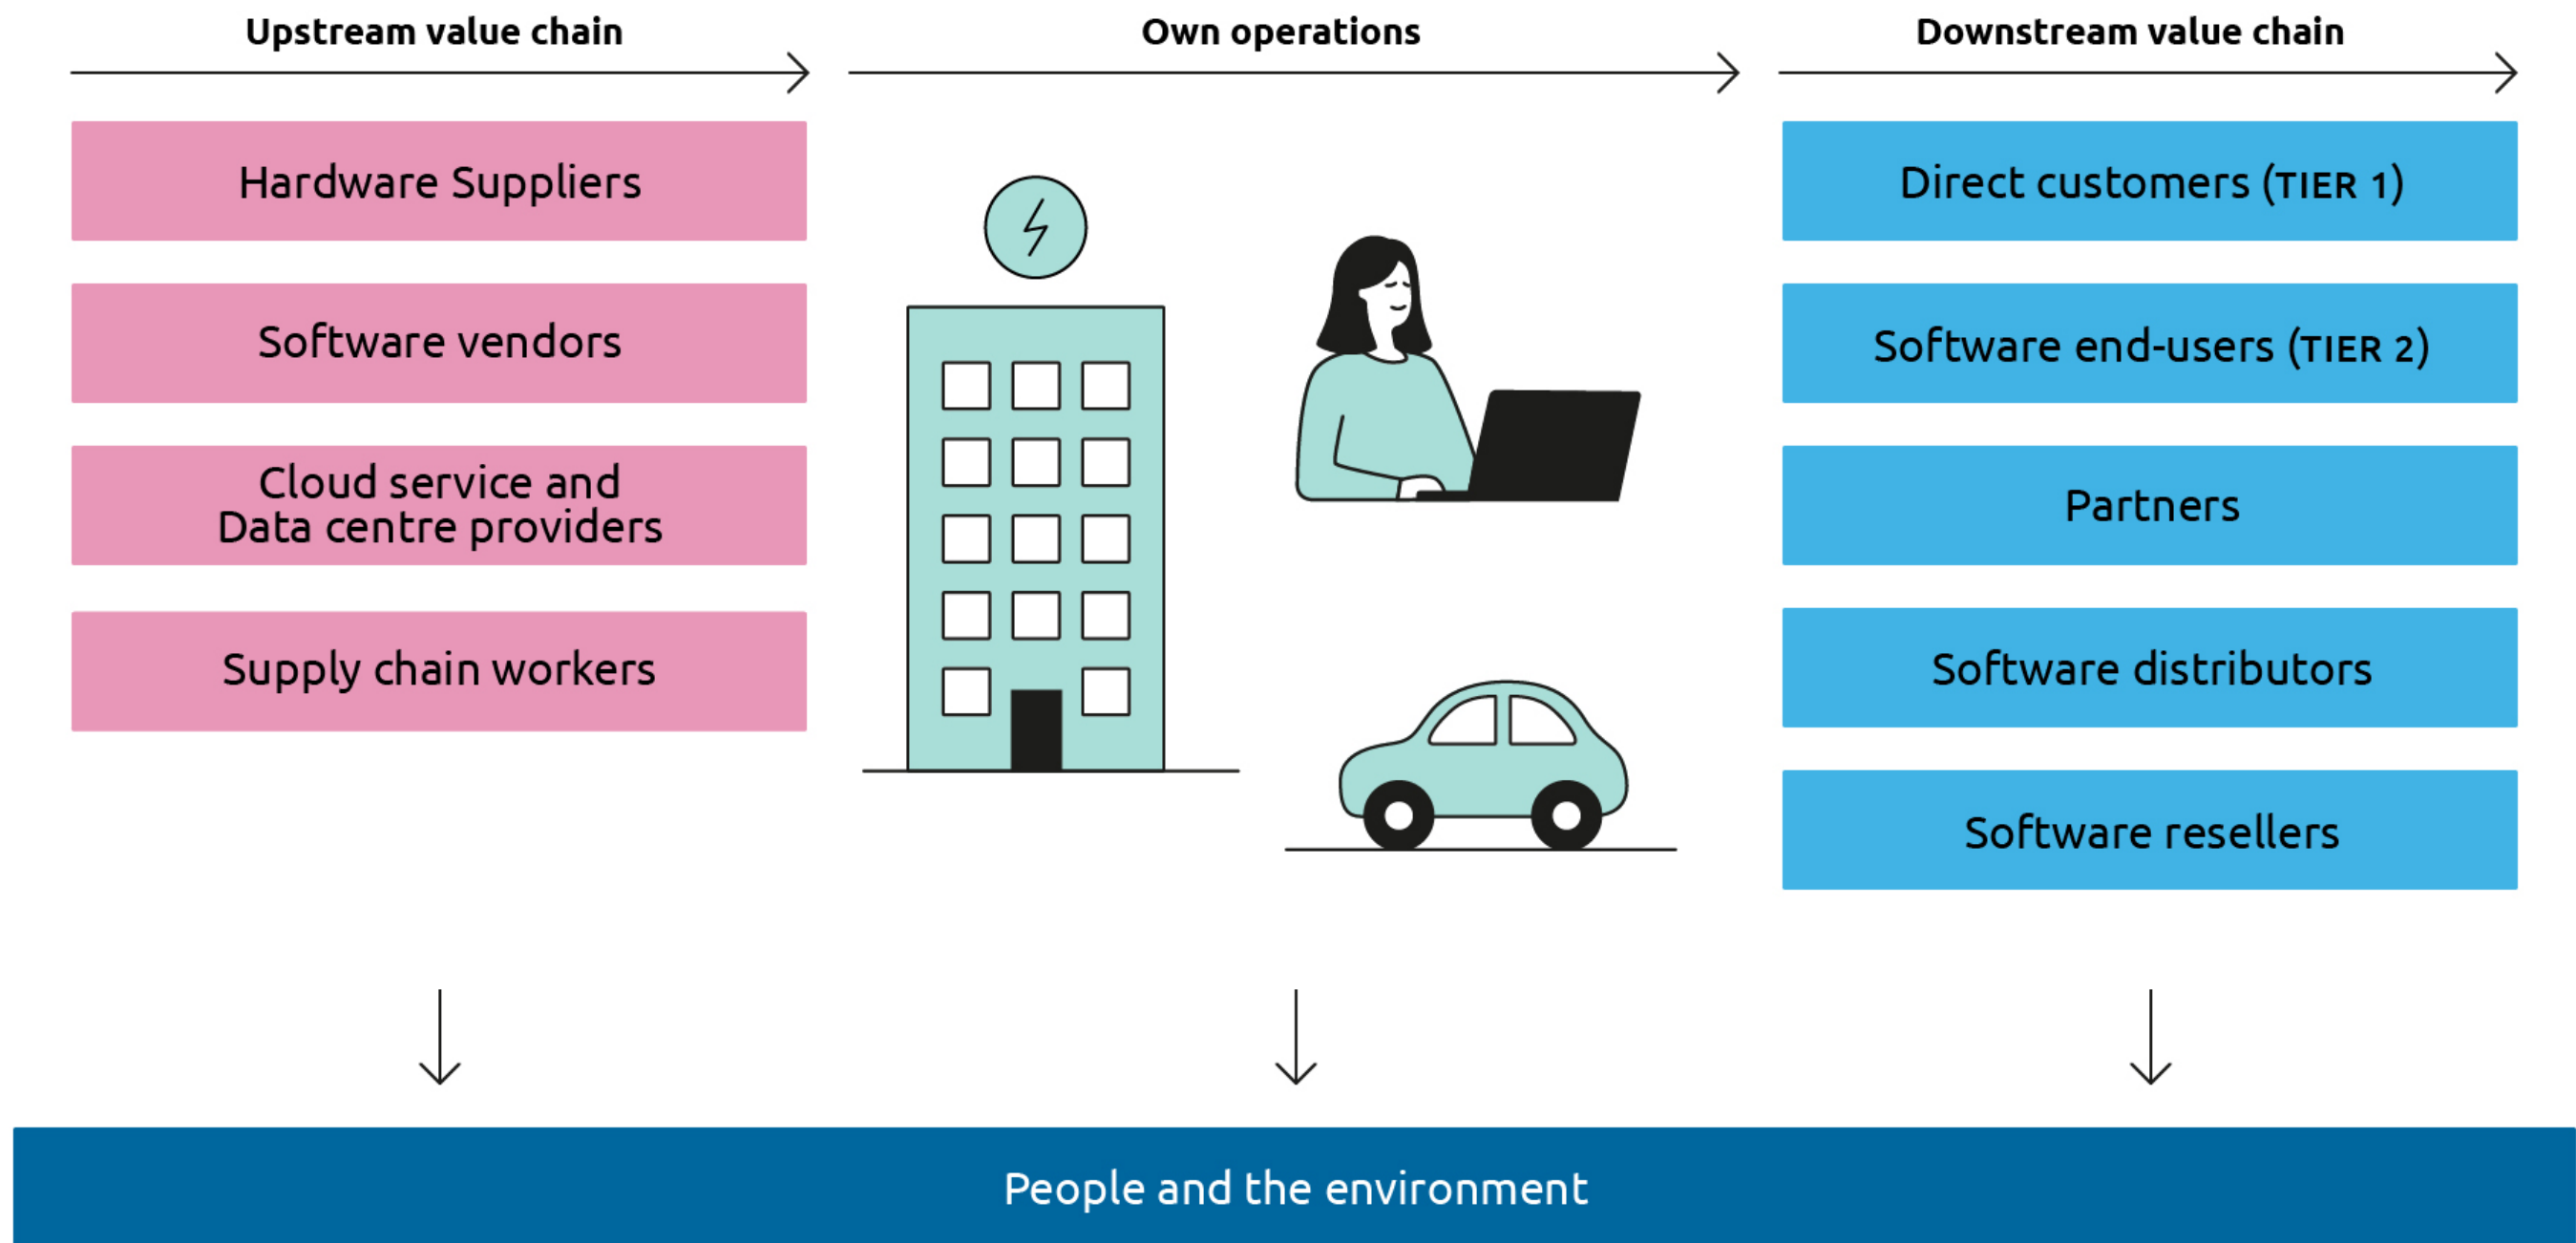 Upstream value chain
Own operations
Downstream value chain
Hardware Suppliers
Software vendors
Cloud service and
Data centre providers
Supply chain workers
Direct customers (TIER 1)
Software end-users (TIER 2)
Partners
Software distributors
Software resellers
People and the environment